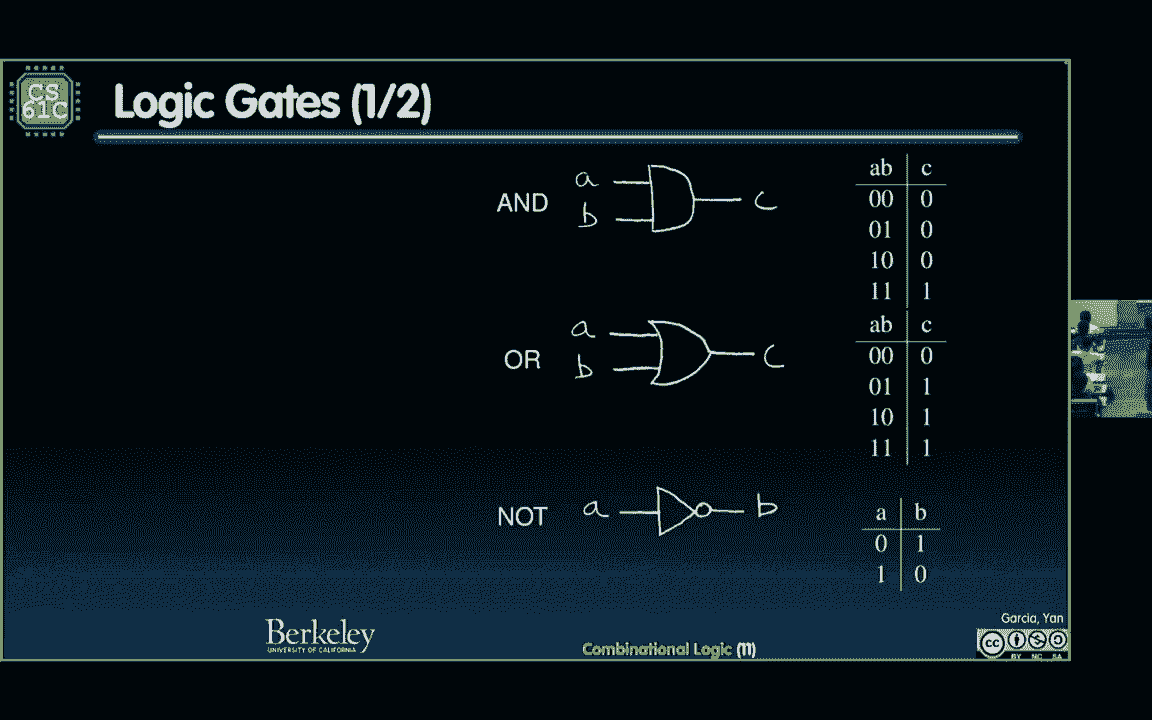 CS
61C
Logic Gates (1/2)
AND
a
b
c
ab c
00 0
01 0
10 0
11 1
OR
a
b
c
ab c
00 0
01 1
10 1
11 1
NOT a b
a b
0 1
1 0
Berkeley
UNIVERSITY OF CALIFORNIA
Combinational Logic (11)
Garcia, Yan
cc
BY NC SA